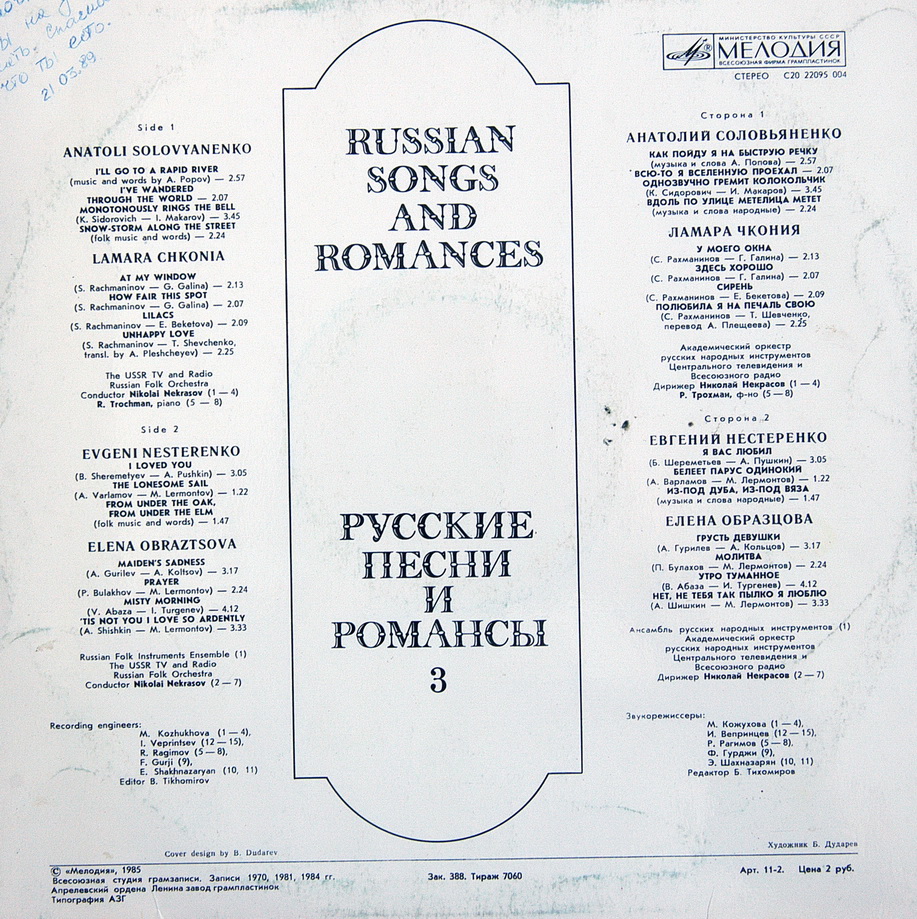 на
что ты есть.
21 03.89
Side 1
ANATOLI SOLOVYANENKO
I'LL GO TO A RAPID RIVER
(music and words by A. Popov) — 2.57
I'VE WANDERED
THROUGH THE WORLD — 2.07
MONOTONOUSLY RINGS THE BELL
(K. Sidorovich — I. Makarov) — 3.45
SNOW-STORM ALONG THE STREET
(folk music and words) — 2.24
LAMARA CHKONIA
AT MY WINDOW
(S. Rachmaninov — G. Galina) — 2.13
HOW FAIR THIS SPOT
(S. Rachmaninov — G. Galina) — 2.07
LILACS
(S. Rachmaninov — E. Beketova) — 2.09
UNHAPPY LOVE
(S. Rachmaninov — T. Shevchenko,
transl. by A. Pleshcheyev) — 2.25
The USSR TV and Radio
Russian Folk Orchestra
Conductor Nikolai Nekrasov (1 — 4)
R. Trochman, piano (5 — 8)
Side 2
EVGENI NESTERENKO
I LOVED YOU
(B. Sheremetyev — A. Pushkin) — 3.05
THE LONESOME SAIL
(A. Varlamov — M. Lermontov) — 1.22
FROM UNDER THE OAK,
FROM UNDER THE ELM
(folk music and words) — 1.47
ELENA OBRAZTSOVA
MAIDEN'S SADNESS
(A. Gurilev — A. Koltsov) — 3.17
PRAYER
(P. Bulakhov — M. Lermontov) — 2.24
MISTY MORNING
(V. Abaza — I. Turgenev) — 4.12
'TIS NOT YOU I LOVE SO ARDENTLY
(A. Shishkin — M. Lermontov) — 3.33
Russian Folk Instruments Ensemble (1)
The USSR TV and Radio
Russian Folk Orchestra
Conductor Nikolai Nekrasov (2 — 7)
Recording engineers:
M. Kozhukhova (1 — 4),
I. Veprintsev (12 — 15),
R. Ragimov (5 — 8),
F. Gurji (9),
E. Shakhnazaryan (10, 11)
Editor B. Tikhomirov
Cover design by B. Dudarev
RUSSIAN
SONGS
AND
ROMANCES
РУССКИЕ
ПЕСНИ
И
РОМАНСЫ
3
МИНИСТЕРСТВО КУЛЬТУРЫ СССР
МЕЛОДИЯ
ВСЕСОЮЗНАЯ ФИРМА ГРАМПЛАСТИНОК
СТЕРЕО С20 22095 004
Сторона 1
АНАТОЛИЙ СОЛОВЬЯНЕНКО
КАК ПОЙДУ Я НА БЫСТРУЮ РЕЧКУ
(музыка и слова А. Попова) — 2.57
ВСЮ-ТО Я ВСЕЛЕННУЮ ПРОЕХАЛ — 2.07
ОДНОЗВУЧНО ГРЕМИТ КОЛОКОЛЬЧИК
(К. Сидорович — И. Макаров) — 3.45
ВДОЛЬ ПО УЛИЦЕ МЕТЕЛИЦА МЕТЕТ
(музыка и слова народные) — 2.24
ЛАМАРА ЧКОНИЯ
У МОЕГО ОКНА
(С. Рахманинов — Г. Галина) — 2.13
ЗДЕСЬ ХОРОШО
(С. Рахманинов — Г. Галина) — 2.07
СИРЕНЬ
(С. Рахманинов — Е. Бекетова) — 2.09
ПОЛЮБИЛА Я НА ПЕЧАЛЬ СВОЮ
(С. Рахманинов — Т. Шевченко,
перевод А. Плещеева) — 2.25
Академический оркестр
русских народных инструментов
Центрального телевидения и
Всесоюзного радио
Дирижер Николай Некрасов (1 — 4)
Р. Трохман, ф-но (5 — 8)
Сторона 2
ЕВГЕНИЙ НЕСТЕРЕНКО
Я ВАС ЛЮБИЛ
(Б. Шереметьев — А. Пушкин) — 3.05
БЕЛЕЕТ ПАРУС ОДИНОКИЙ
(А. Варламов — М. Лермонтов) — 1.22
ИЗ-ПОД ДУБА, ИЗ-ПОД ВЯЗА
(музыка и слова народные) — 1.47
ЕЛЕНА ОБРАЗЦОВА
ГРУСТЬ ДЕВУШКИ
(А. Гурилев — А. Кольцов) — 3.17
МОЛИТВА
(П. Булахов — М. Лермонтов) — 2.24
УТРО ТУМАННОЕ
(В. Абаза — И. Тургенев) — 4.12
НЕТ, НЕ ТЕБЯ ТАК ПЫЛКО Я ЛЮБЛЮ
(А. Шишкин — М. Лермонтов) — 3.33
Ансамбль русских народных инструментов (1)
Академический оркестр
русских народных инструментов
Центрального телевидения и
Всесоюзного радио
Дирижер Николай Некрасов (2 — 7)
Звукорежиссеры:
М. Кожухова (1 — 4),
И. Вепринцев (12 — 15),
Р. Рагимов (5 — 8),
Ф. Гурджи (9),
Э. Шахназарян (10, 11)
Редактор Б. Тихомиров
Художник Б. Дударев
© «Мелодия», 1985
Всесоюзная студия грамзаписи. Записи 1970, 1981, 1984 гг.
Апрелевский ордена Ленина завод грампластинок
Типография АЗГ
Зак. 388. Тираж 7060
Арт. 11-2. Цена 2 руб.